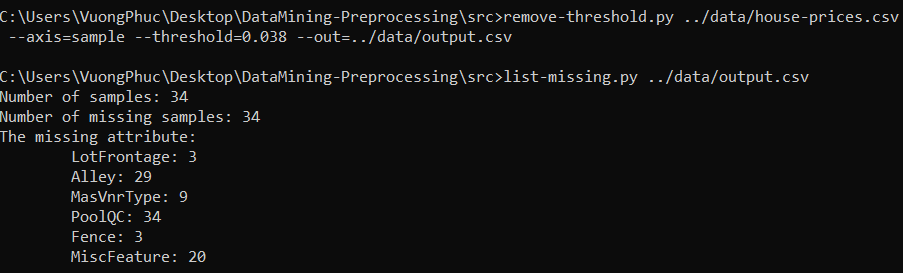 C:\Users\VuongPhuc\Desktop\DataMining-Preprocessing\src>remove-threshold.py ../data/house-prices.csv
--axis=sample --threshold=0.038 --out=../data/output.csv
C:\Users\VuongPhuc\Desktop\DataMining-Preprocessing\src>list-missing.py ../data/output.csv
Number of samples: 34
Number of missing samples: 34
The missing attribute:
LotFrontage: 3
Alley: 29
MasVnrType: 9
PoolQC: 34
Fence: 3
MiscFeature: 20